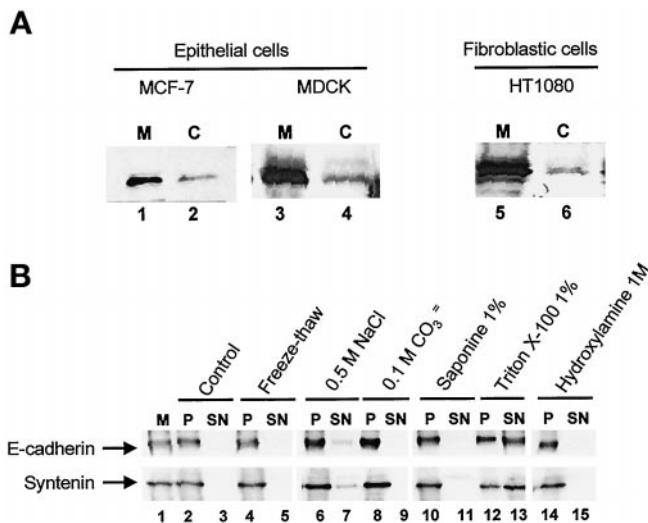 A
Epithelial cells
Fibroblastic cells
MCF-7 MDCK HT1080
M C M C M C
1 2 3 4 5 6
B
Control Freeze-thaw 0.5 M NaCl 0.1 M CO₃ = Saponine 1% Triton X-100 1% Hydroxylamine 1M
M P SN P SN P SN P SN P SN P SN P SN
E-cadherin
Syntenin
1 2 3 4 5 6 7 8 9 10 11 12 13 14 15